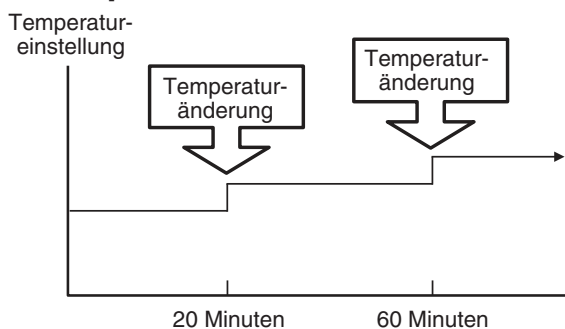 Temperatur-
einstellung
Temperatur-
änderung
Temperatur-
änderung
20 Minuten
60 Minuten